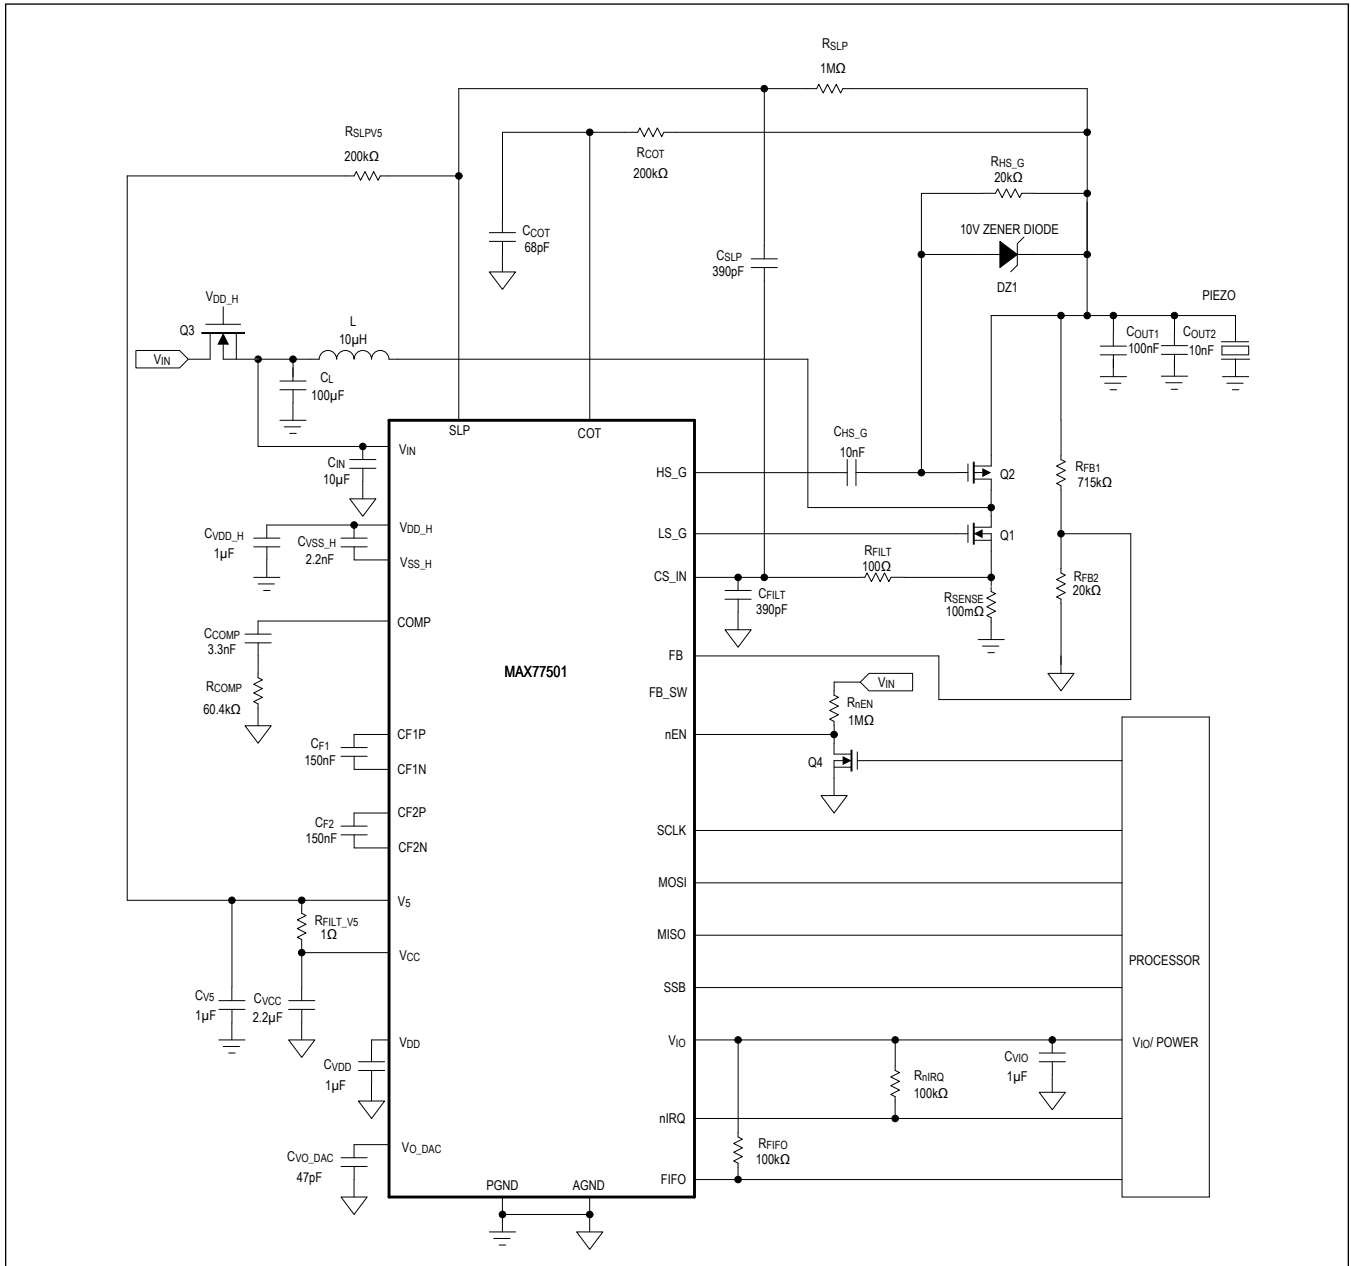 RSLP
1MΩ
RSLPV5
200kΩ
RCOT
200kΩ
RHS_G
20kΩ
CCOT
68pF
CSLP
390pF
10V ZENER DIODE
DZ1
VDD_H
Q3
VIN
L
10µH
CL
100µF
PIEZO
COUT1
100nF
COUT2
10nF
SLP
COT
VIN
CIN
10µF
CHS_G
10nF
HS_G
Q2
RFB1
715kΩ
CVDD_H
1µF
CVSS_H
2.2nF
VDD_H
VSS_H
LS_G
Q1
RFILT
100Ω
CS_IN
CFILT
390pF
RSENSE
100mΩ
RFB2
20kΩ
CCOMP
3.3nF
COMP
RCOMP
60.4kΩ
MAX77501
FB
FB_SW
VIN
RnEN
1MΩ
nEN
Q4
CF1P
CF1
150nF
CF1N
CF2P
CF2
150nF
CF2N
SCLK
MOSI
MISO
SSB
PROCESSOR
V5
RFILT_V5
1Ω
VCC
CV5
1µF
CVCC
2.2µF
VDD
CVDD
1µF
VIO
VIO/ POWER
CVIO
1µF
RnIRQ
100kΩ
nIRQ
RFIFO
100kΩ
FIFO
VO_DAC
CVO_DAC
47pF
PGND
AGND